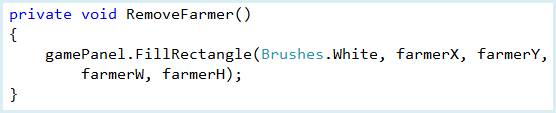 private void RemoveFarmer()
{
    gamePanel.FillRectangle(Brushes.White, farmerX, farmerY,
        farmerW, farmerH);
}